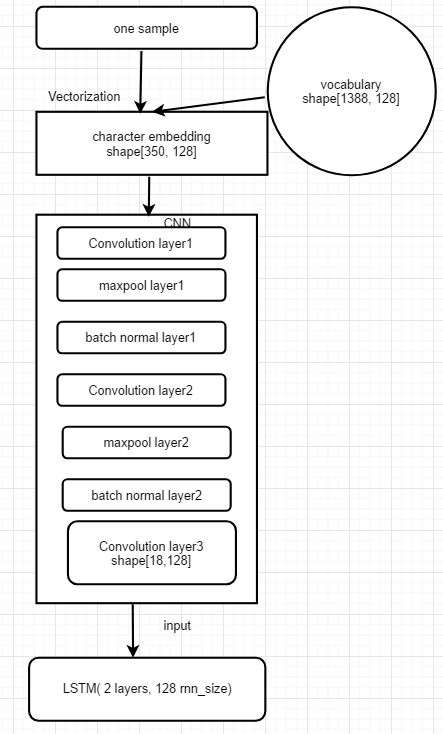 one sample
Vectorization
vocabulary
shape[1388, 128]
character embedding
shape[350, 128]
CNN
Convolution layer1
maxpool layer1
batch normal layer1
Convolution layer2
maxpool layer2
batch normal layer2
Convolution layer3
shape[18,128]
input
LSTM( 2 layers, 128 rnn_size)